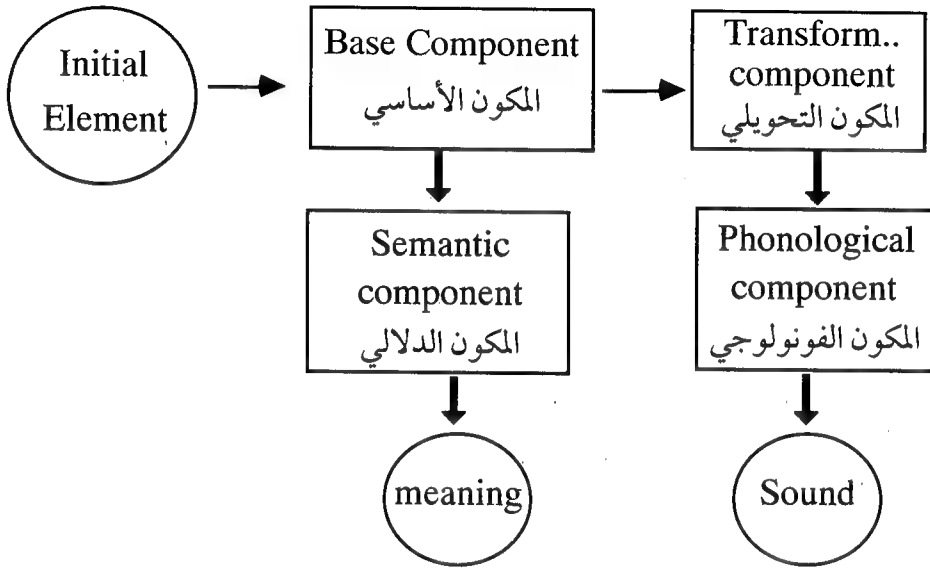 Initial
Element
Base Component
المكون الأساسي
Transform..
component
المكون التحويلي
Semantic
component
المكون الدلالي
Phonological
component
المكون الفونولوجي
meaning
Sound